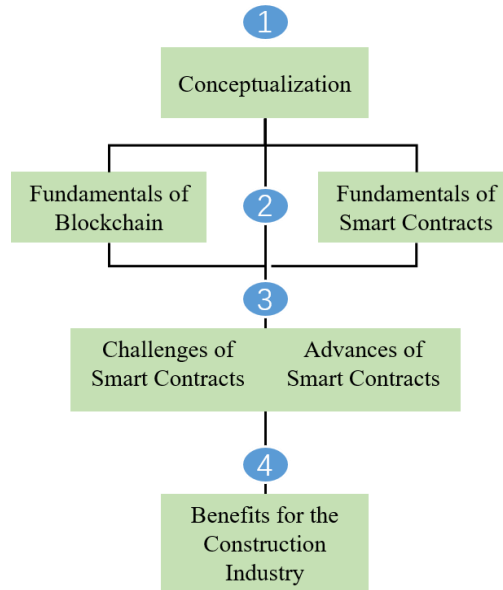 1
Conceptualization
Fundamentals of
Blockchain
2
Fundamentals of
Smart Contracts
3
Challenges of
Smart Contracts
Advances of
Smart Contracts
4
Benefits for the
Construction
Industry